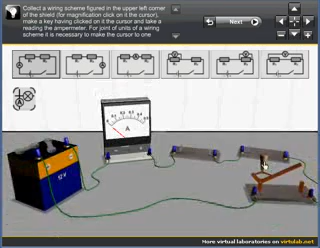 Collect a wiring scheme figured in the upper left corner
of the shield (for magnification click on it the cursor),
make a key having clicked on it the cursor and take a
reading the ampermeter. For joint of units of a wiring
scheme it is necessary to make the cursor to one
Next
A
12 V
More virtual laboratories on virtulab.net